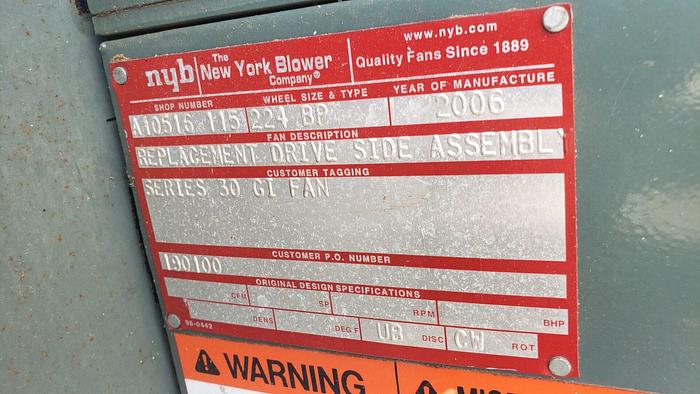 nyb The New York Blower Company®
www.nyb.com
Quality Fans Since 1889
SHOP NUMBER WHEEL SIZE & TYPE YEAR OF MANUFACTURE
A10516 115 224 BP 2006
FAN DESCRIPTION
REPLACEMENT DRIVE SIDE ASSEMBLY
CUSTOMER TAGGING
SERIES 30 GI FAN
CUSTOMER P.O. NUMBER
190100
ORIGINAL DESIGN SPECIFICATIONS
CFM SP RPM BHP
DENS DEG F UB DISC CW ROT
98-0442
WARNING